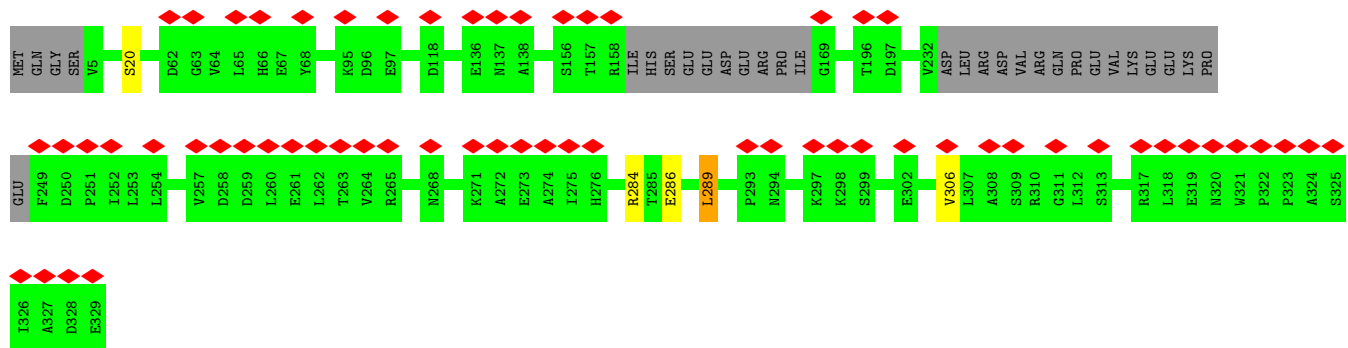 MET GLN GLY SER V5 S20 D62 G63 V64 L65 H66 E67 Y68 K95 D96 E97 D118 E136 N137 A138 S156 T157 R158 ILE HIS SER GLU GLU ASP GLU ARG PRO ILE G169 T196 D197 V232 ASP LEU ARG ASP VAL ARG GLN PRO GLU VAL LYS GLU GLU LYS PRO
GLU F249 D250 P251 I252 L253 L254 V257 D258 D259 L260 E261 L262 T263 V264 R265 N268 K271 A272 E273 A274 I275 H276 R284 T285 E286 L289 P293 N294 K297 K298 S299 E302 V306 L307 A308 S309 R310 G311 L312 S313 R317 L318 E319 N320 W321 P322 P323 A324 S325
I326 A327 D328 E329